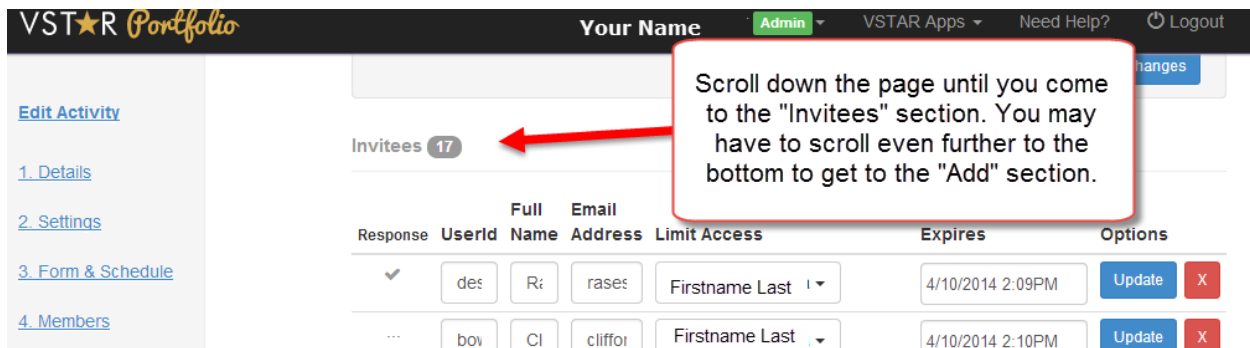 VST★R Portfolio
Your Name
Admin
VSTAR Apps
Need Help?
Logout
hanges
Scroll down the page until you come
to the "Invitees" section. You may
have to scroll even further to the
bottom to get to the "Add" section.
Edit Activity
1. Details
2. Settings
3. Form & Schedule
4. Members
Invitees 17
Response UserId Full Name Email Address Limit Access Expires Options
des Ra rases Firstname Last 4/10/2014 2:09PM Update X
... bow Cl cliffor Firstname Last 4/10/2014 2:10PM Update X